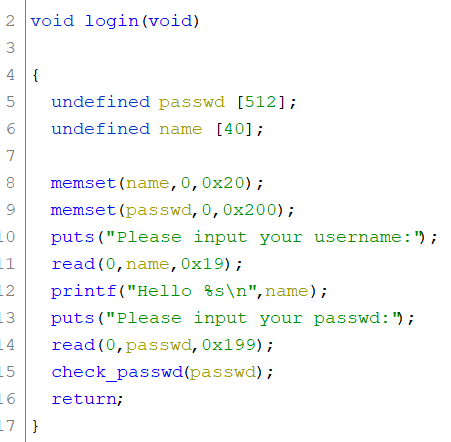 2 void login(void)
3
4 {
5 undefined passwd [512];
6 undefined name [40];
7
8 memset(name,0,0x20);
9 memset(passwd,0,0x200);
10 puts("Please input your username:");
11 read(0,name,0x19);
12 printf("Hello %s\n",name);
13 puts("Please input your passwd:");
14 read(0,passwd,0x199);
15 check_passwd(passwd);
16 return;
17 }